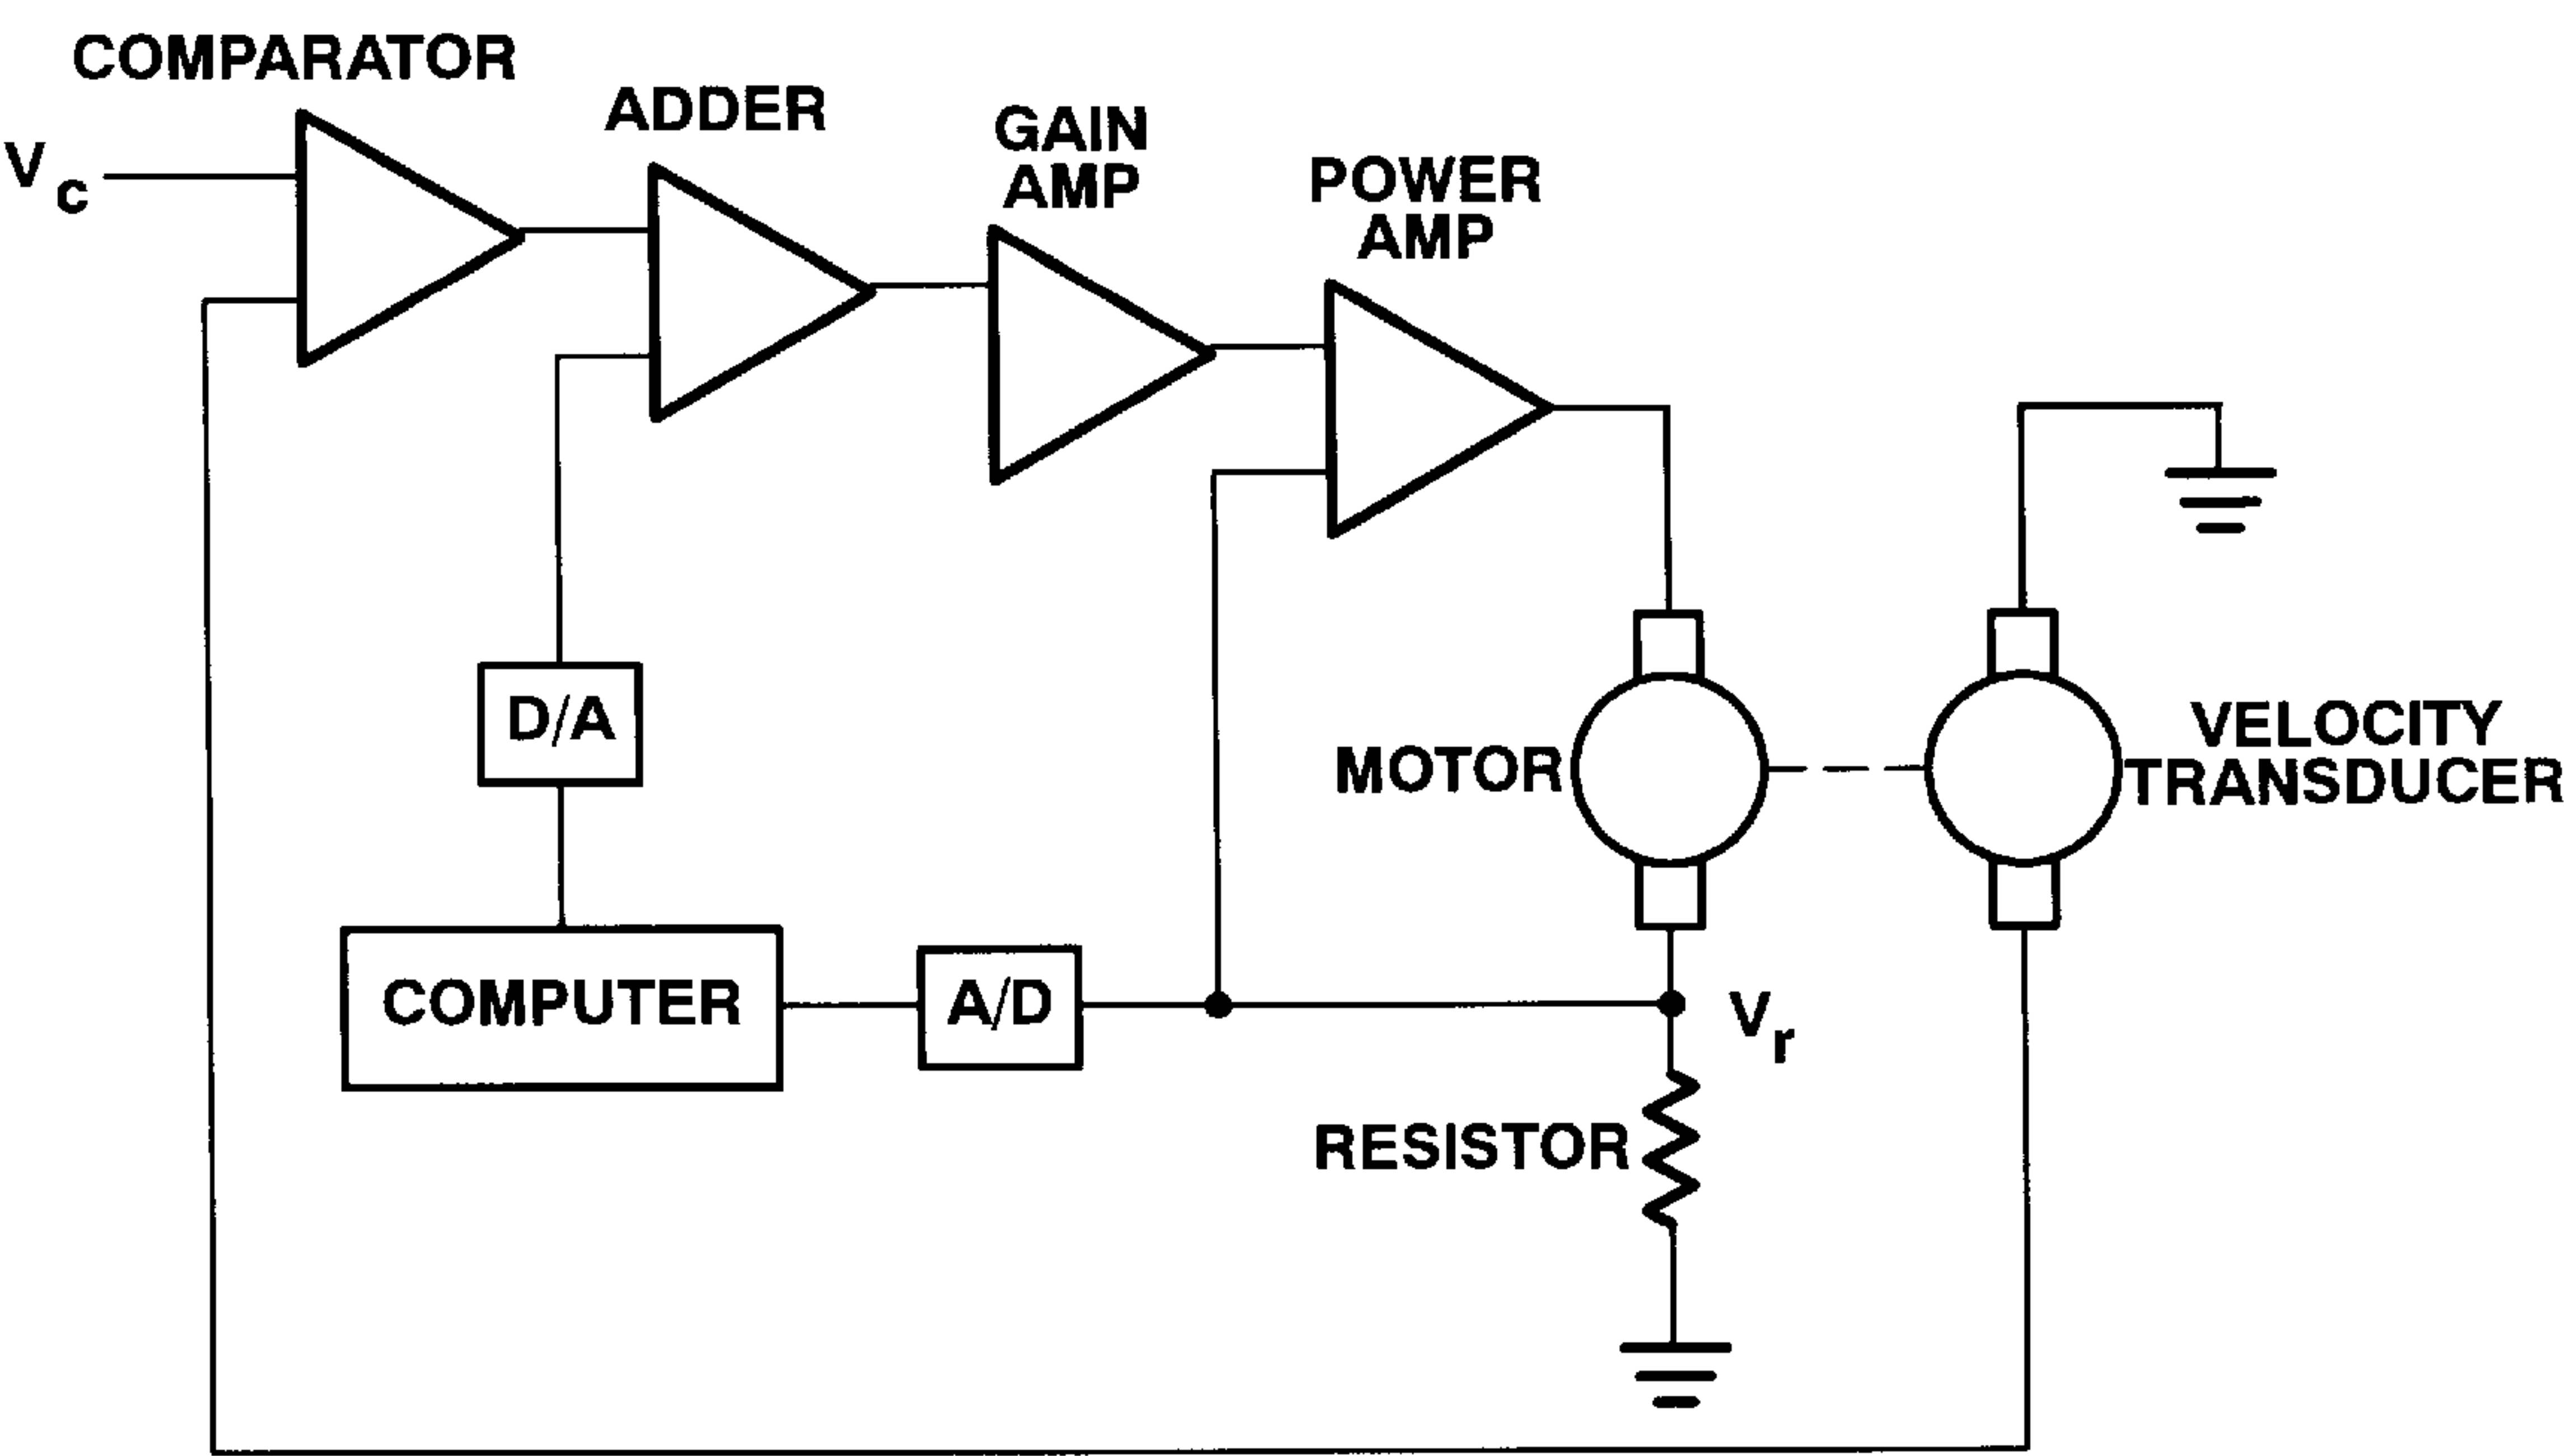 COMPARATOR
ADDER
GAIN
AMP
POWER
AMP
Vc
D/A
MOTOR
VELOCITY
TRANSDUCER
COMPUTER
A/D
Vr
RESISTOR